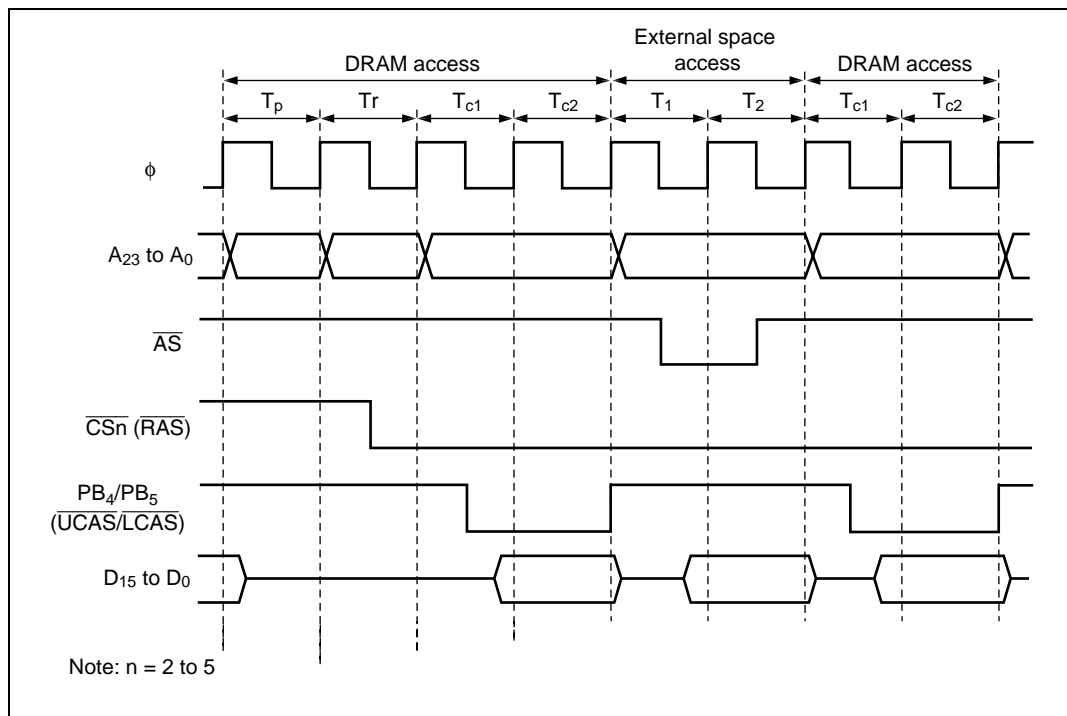 External space
access
DRAM access
DRAM access
Tp Tr Tc1 Tc2 T1 T2 Tc1 Tc2
φ
A23 to A0
AS
CSn (RAS)
PB4/PB5
(UCAS/LCAS)
D15 to D0
Note: n = 2 to 5